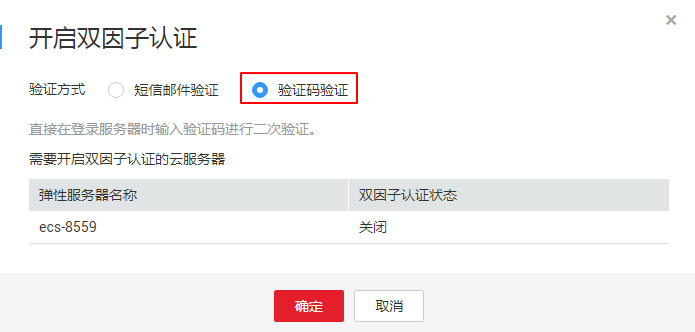 开启双因子认证
验证方式 短信邮件验证 验证码验证
直接在登录服务器时输入验证码进行二次验证。
需要开启双因子认证的云服务器
弹性服务器名称 双因子认证状态
ecs-8559 关闭
确定 取消